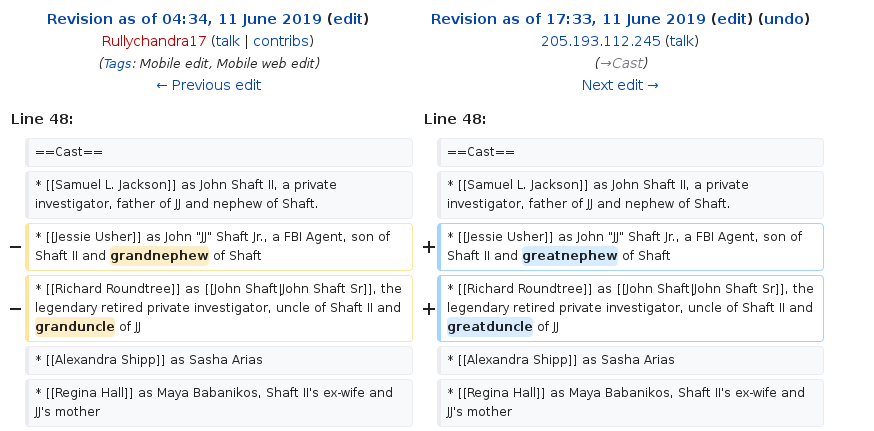 Revision as of 04:34, 11 June 2019 (edit)
Rullychandra17 (talk | contribs)
(Tags: Mobile edit, Mobile web edit)
← Previous edit
Revision as of 17:33, 11 June 2019 (edit) (undo)
205.193.112.245 (talk)
(→Cast)
Next edit →
Line 48:
==Cast==
* [[Samuel L. Jackson]] as John Shaft II, a private
investigator, father of JJ and nephew of Shaft.
− * [[Jessie Usher]] as John "JJ" Shaft Jr., a FBI Agent, son of
Shaft II and grandnephew of Shaft
− * [[Richard Roundtree]] as [[John Shaft|John Shaft Sr]], the
legendary retired private investigator, uncle of Shaft II and
granduncle of JJ
* [[Alexandra Shipp]] as Sasha Arias
* [[Regina Hall]] as Maya Babanikos, Shaft II's ex-wife and
JJ's mother
Line 48:
==Cast==
* [[Samuel L. Jackson]] as John Shaft II, a private
investigator, father of JJ and nephew of Shaft.
+ * [[Jessie Usher]] as John "JJ" Shaft Jr., a FBI Agent, son of
Shaft II and greatnephew of Shaft
+ * [[Richard Roundtree]] as [[John Shaft|John Shaft Sr]], the
legendary retired private investigator, uncle of Shaft II and
greatduncle of JJ
* [[Alexandra Shipp]] as Sasha Arias
* [[Regina Hall]] as Maya Babanikos, Shaft II's ex-wife and
JJ's mother